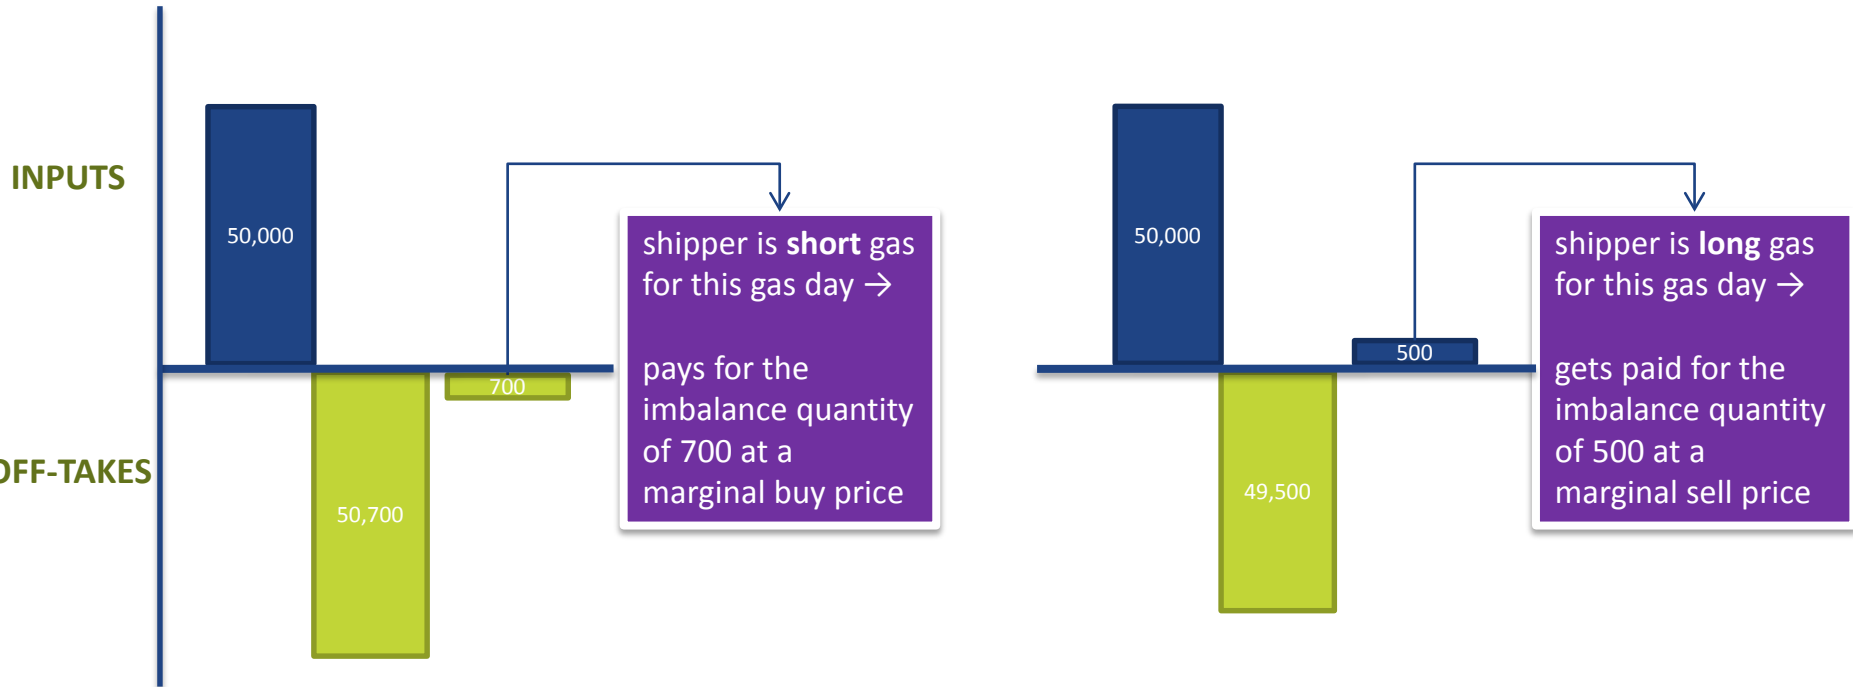 INPUTS
50,000
700
50,700
OFF-TAKES
shipper is short gas
for this gas day →
pays for the
imbalance quantity
of 700 at a
marginal buy price
50,000
500
49,500
shipper is long gas
for this gas day →
gets paid for the
imbalance quantity
of 500 at a
marginal sell price